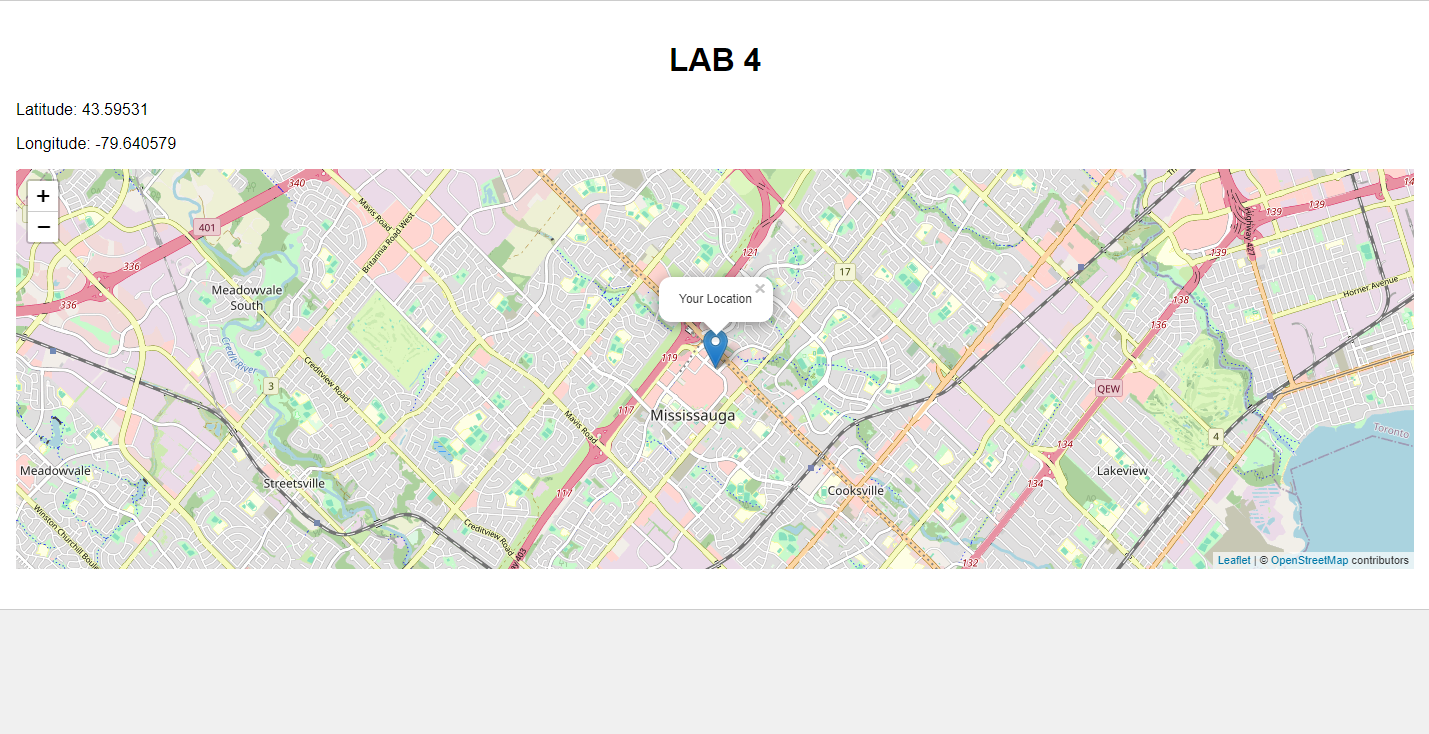 LAB 4
Latitude: 43.59531
Longitude: -79.640579
+
−
340
Mavis Road
Britannia Road West
401
336
336
Meadowvale
South
Credit River
3
Creditview Road
121
17
Your Location
×
119
117
Mississauga
Mavis Road
117
Meadowvale
Streetsville
Winston Churchill Boule
Creditview Road
403
Cooksville
Highway 427
139
139
139
14
138
136
Horner Avenue
QEW
134
134
4
Lakeview
Toronto
132
Leaflet | © OpenStreetMap contributors